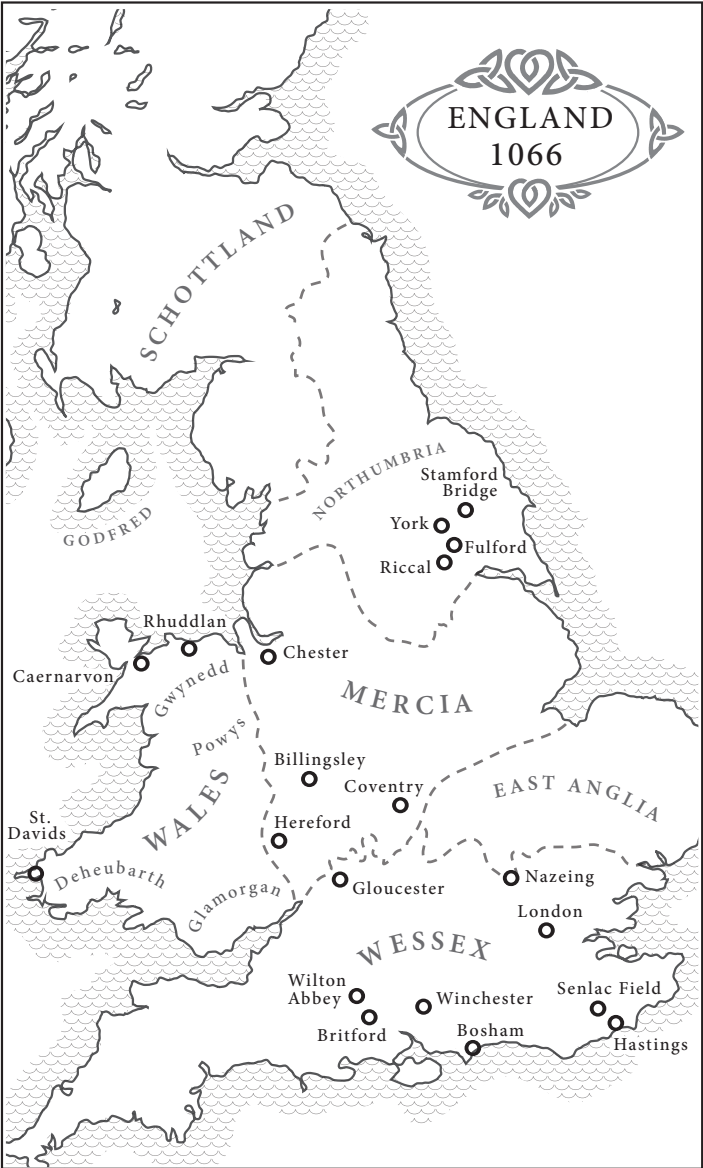 ENGLAND
1066
SCHOTTLAND
NORTHUMBRIA
Stamford
Bridge
York
Fulford
Riccal
GODFRED
Rhuddlan
Chester
Caernarvon
Gwynedd
MERCIA
Powys
Billingsley
Coventry
EAST ANGLIA
WALES
Hereford
St.
Davids
Deheubarth
Glamorgan
Gloucester
Nazeing
London
WESSEX
Wilton
Abbey
Winchester
Senlac Field
Britford
Bosham
Hastings